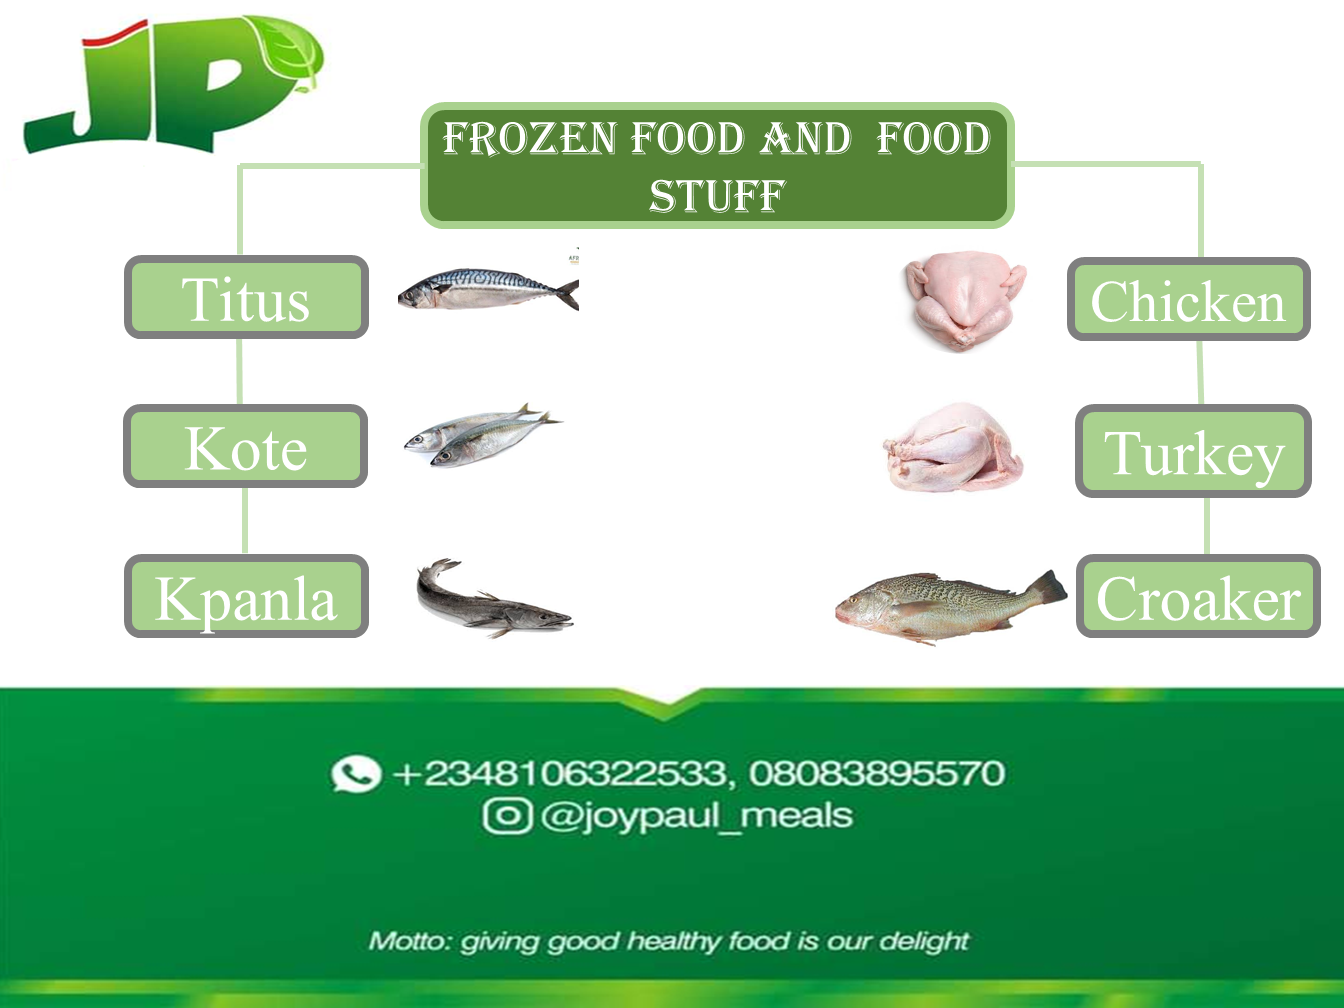 JP
FROZEN FOOD AND FOOD
STUFF
Titus
Chicken
Kote
Turkey
Kpanla
Croaker
+2348106322533, 08083895570
@joypaul_meals
Motto: giving good healthy food is our delight